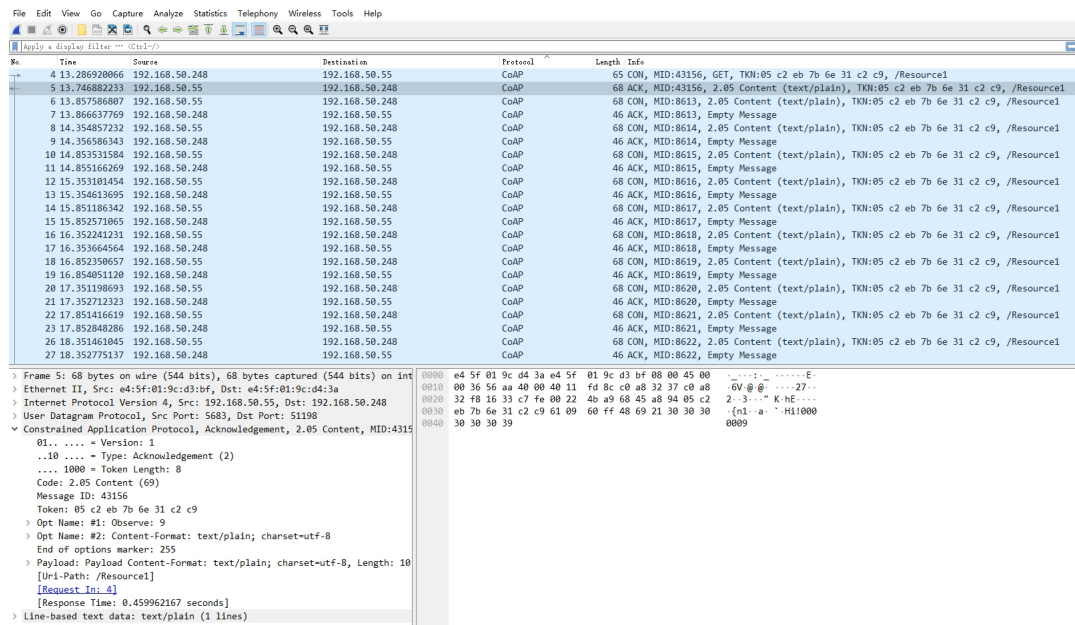 File Edit View Go Capture Analyze Statistics Telephony Wireless Tools Help
Apply a display filter … <Ctrl-/>
No. Time Source Destination Protocol Length Info
4 13.286920066 192.168.50.248 192.168.50.55 CoAP 65 CON, MID:43156, GET, TKN:05 c2 eb 7b 6e 31 c2 c9, /Resource1
5 13.746882233 192.168.50.55 192.168.50.248 CoAP 68 ACK, MID:43156, 2.05 Content (text/plain), TKN:05 c2 eb 7b 6e 31 c2 c9, /Resource1
6 13.857586807 192.168.50.55 192.168.50.248 CoAP 68 CON, MID:8613, 2.05 Content (text/plain), TKN:05 c2 eb 7b 6e 31 c2 c9, /Resource1
7 13.866637769 192.168.50.248 192.168.50.55 CoAP 46 ACK, MID:8613, Empty Message
8 14.354857232 192.168.50.55 192.168.50.248 CoAP 68 CON, MID:8614, 2.05 Content (text/plain), TKN:05 c2 eb 7b 6e 31 c2 c9, /Resource1
9 14.356586343 192.168.50.248 192.168.50.55 CoAP 46 ACK, MID:8614, Empty Message
10 14.853531584 192.168.50.55 192.168.50.248 CoAP 68 CON, MID:8615, 2.05 Content (text/plain), TKN:05 c2 eb 7b 6e 31 c2 c9, /Resource1
11 14.855166269 192.168.50.248 192.168.50.55 CoAP 46 ACK, MID:8615, Empty Message
12 15.353101454 192.168.50.55 192.168.50.248 CoAP 68 CON, MID:8616, 2.05 Content (text/plain), TKN:05 c2 eb 7b 6e 31 c2 c9, /Resource1
13 15.354613695 192.168.50.248 192.168.50.55 CoAP 46 ACK, MID:8616, Empty Message
14 15.851186342 192.168.50.55 192.168.50.248 CoAP 68 CON, MID:8617, 2.05 Content (text/plain), TKN:05 c2 eb 7b 6e 31 c2 c9, /Resource1
15 15.852571065 192.168.50.248 192.168.50.55 CoAP 46 ACK, MID:8617, Empty Message
16 16.352241231 192.168.50.55 192.168.50.248 CoAP 68 CON, MID:8618, 2.05 Content (text/plain), TKN:05 c2 eb 7b 6e 31 c2 c9, /Resource1
17 16.353664564 192.168.50.248 192.168.50.55 CoAP 46 ACK, MID:8618, Empty Message
18 16.852350657 192.168.50.55 192.168.50.248 CoAP 68 CON, MID:8619, 2.05 Content (text/plain), TKN:05 c2 eb 7b 6e 31 c2 c9, /Resource1
19 16.854051120 192.168.50.248 192.168.50.55 CoAP 46 ACK, MID:8619, Empty Message
20 17.351198693 192.168.50.55 192.168.50.248 CoAP 68 CON, MID:8620, 2.05 Content (text/plain), TKN:05 c2 eb 7b 6e 31 c2 c9, /Resource1
21 17.352712323 192.168.50.248 192.168.50.55 CoAP 46 ACK, MID:8620, Empty Message
22 17.851416619 192.168.50.55 192.168.50.248 CoAP 68 CON, MID:8621, 2.05 Content (text/plain), TKN:05 c2 eb 7b 6e 31 c2 c9, /Resource1
23 17.852848286 192.168.50.248 192.168.50.55 CoAP 46 ACK, MID:8621, Empty Message
26 18.351461045 192.168.50.55 192.168.50.248 CoAP 68 CON, MID:8622, 2.05 Content (text/plain), TKN:05 c2 eb 7b 6e 31 c2 c9, /Resource1
27 18.352775137 192.168.50.248 192.168.50.55 CoAP 46 ACK, MID:8622, Empty Message
Frame 5: 68 bytes on wire (544 bits), 68 bytes captured (544 bits) on int
Ethernet II, Src: e4:5f:01:9c:d3:bf, Dst: e4:5f:01:9c:d4:3a
Internet Protocol Version 4, Src: 192.168.50.55, Dst: 192.168.50.248
User Datagram Protocol, Src Port: 5683, Dst Port: 51198
Constrained Application Protocol, Acknowledgement, 2.05 Content, MID:4315
01.. .... = Version: 1
..10 .... = Type: Acknowledgement (2)
.... 1000 = Token Length: 8
Code: 2.05 Content (69)
Message ID: 43156
Token: 05 c2 eb 7b 6e 31 c2 c9
Opt Name: #1: Observe: 9
Opt Name: #2: Content-Format: text/plain; charset=utf-8
End of options marker: 255
Payload: Payload Content-Format: text/plain; charset=utf-8, Length: 10
[Uri-Path: /Resource1]
[Request In: 4]
[Response Time: 0.459962167 seconds]
Line-based text data: text/plain (1 lines)
0000 e4 5f 01 9c d4 3a e4 5f 01 9c d3 bf 08 00 45 00 ·_···:·_ ······E·
0010 00 36 56 aa 40 00 40 11 fd 8c c0 a8 32 37 c0 a8 ·6V·@·@· ····27··
0020 32 f8 16 33 c7 fe 00 22 4b a9 68 45 a8 94 05 c2 2··3···" K·hE····
0030 eb 7b 6e 31 c2 c9 61 09 60 ff 48 69 21 30 30 30 ·{n1··a· `·Hi!000
0040 30 30 30 39 0009